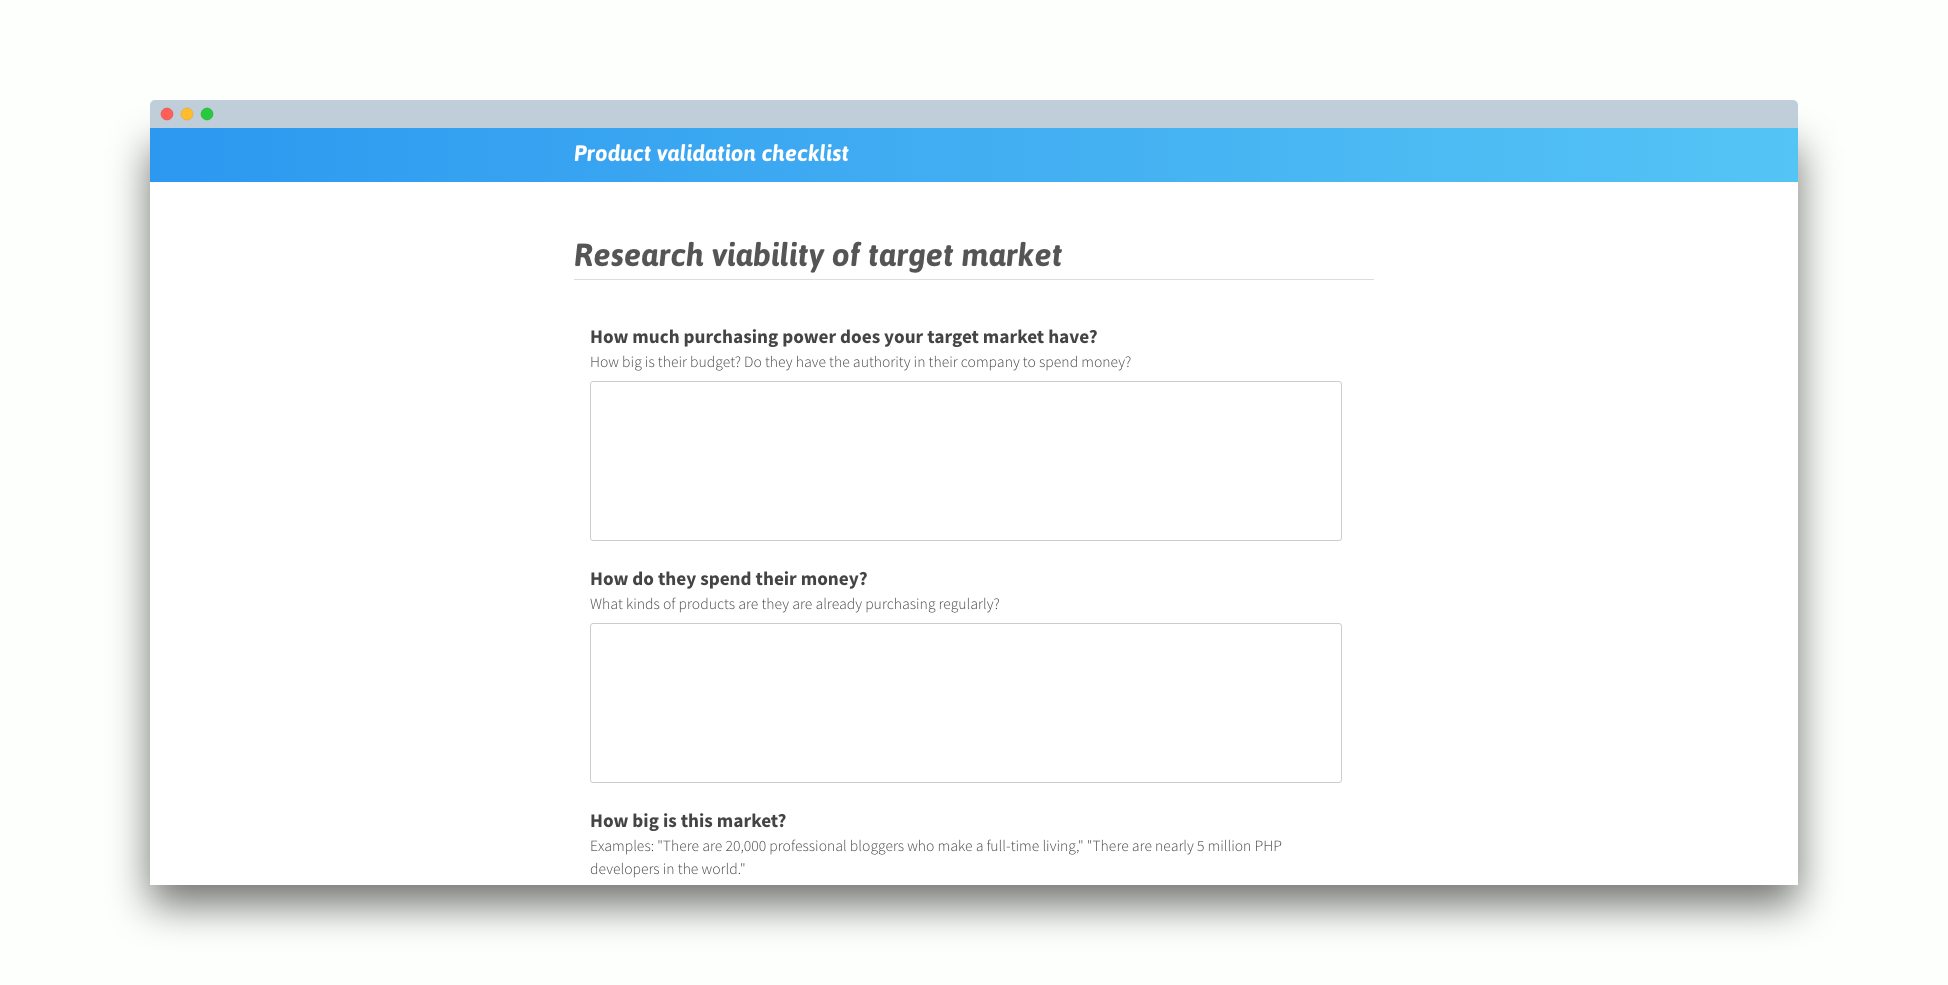 Product validation checklist
Research viability of target market
How much purchasing power does your target market have?
How big is their budget? Do they have the authority in their company to spend money?
How do they spend their money?
What kinds of products are they are already purchasing regularly?
How big is this market?
Examples: "There are 20,000 professional bloggers who make a full-time living," "There are nearly 5 million PHP
developers in the world."